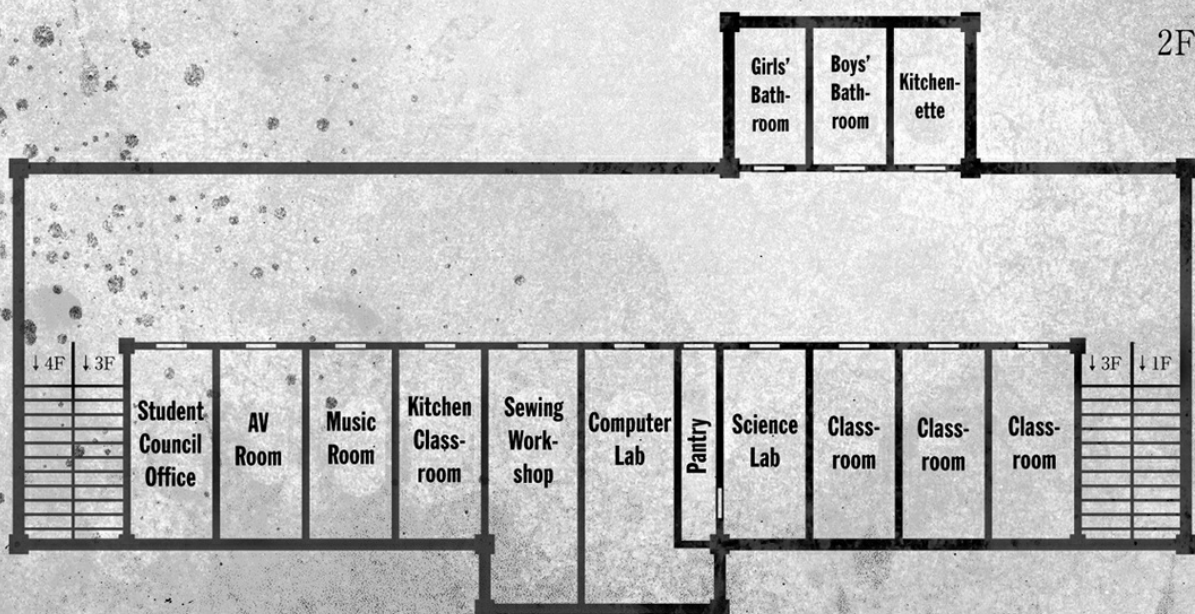 2F
Girls'
Bath-
room
Boys'
Bath-
room
Kitchen-
ette
↓4F
↓3F
Student
Council
Office
AV
Room
Music
Room
Kitchen
Class-
room
Sewing
Work-
shop
Computer
Lab
Pantry
Science
Lab
Class-
room
Class-
room
Class-
room
↓3F
↓1F